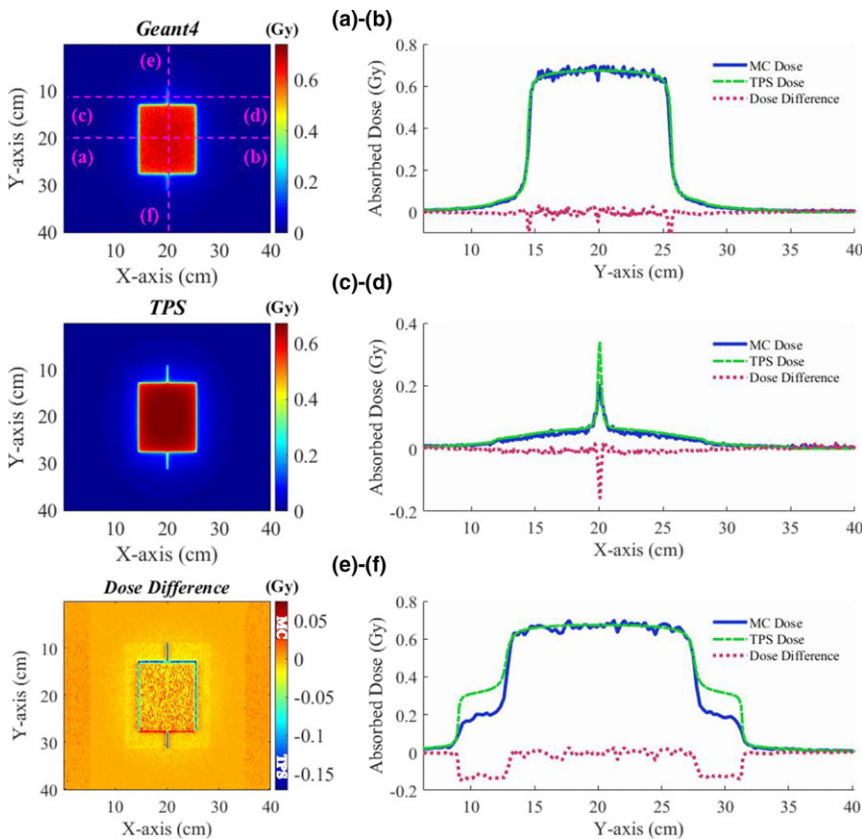 Geant4
(Gy)
(a)-(b)
(e)
(c)
(d)
(a)
(b)
(f)
10
20
30
40
Y-axis (cm)
10 20 30 40
X-axis (cm)
0.6
0.4
0.2
0
0.8
0.6
0.4
0.2
0
Absorbed Dose (Gy)
MC Dose
TPS Dose
Dose Difference
10 15 20 25 30 35 40
Y-axis (cm)
TPS
(Gy)
(c)-(d)
10
20
30
40
Y-axis (cm)
10 20 30 40
X-axis (cm)
0.6
0.4
0.2
0
0.4
0.2
0
-0.2
Absorbed Dose (Gy)
MC Dose
TPS Dose
Dose Difference
10 15 20 25 30 35 40
X-axis (cm)
Dose Difference
(Gy)
(e)-(f)
10
20
30
40
Y-axis (cm)
10 20 30 40
X-axis (cm)
0.05
0
-0.05
-0.1
-0.15
MC
TPS
0.8
0.6
0.4
0.2
0
-0.2
Absorbed Dose (Gy)
MC Dose
TPS Dose
Dose Difference
10 15 20 25 30 35 40
Y-axis (cm)